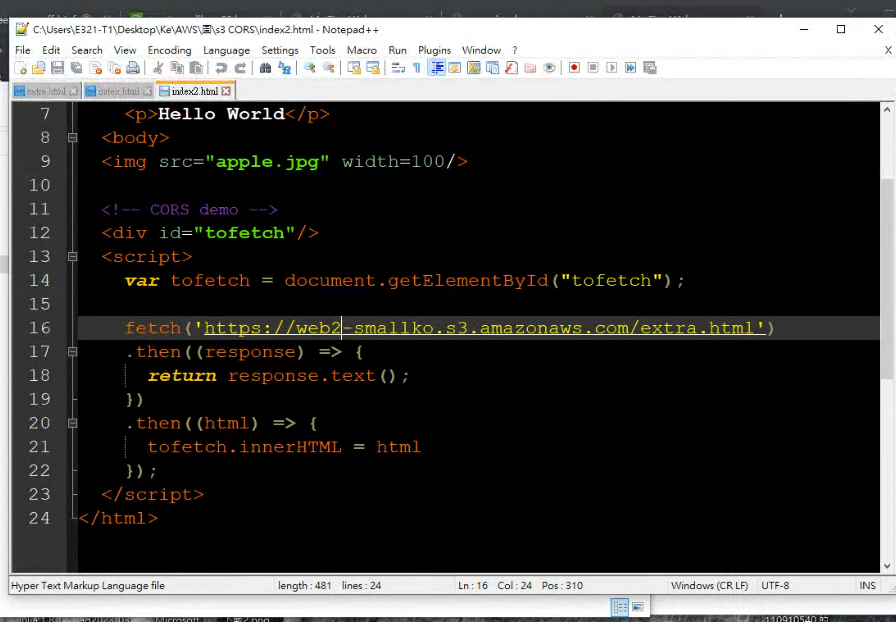 C:\Users\E321-T1\Desktop\Ke\AWS\圖\s3 CORS\index2.html - Notepad++
File Edit Search View Encoding Language Settings Tools Macro Run Plugins Window ? X
extra.html index.html index2.html
7 <p>Hello World</p>
8 <body>
9 <img src="apple.jpg" width=100/>
10
11 <!-- CORS demo -->
12 <div id="tofetch"/>
13 <script>
14 var tofetch = document.getElementById("tofetch");
15
16 fetch('https://web2-smallko.s3.amazonaws.com/extra.html')
17 .then((response) => {
18 return response.text();
19 })
20 .then((html) => {
21 tofetch.innerHTML = html
22 });
23 </script>
24 </html>
Hyper Text Markup Language file length : 481 lines : 24 Ln : 16 Col : 24 Pos : 310 Windows (CR LF) UTF-8 INS